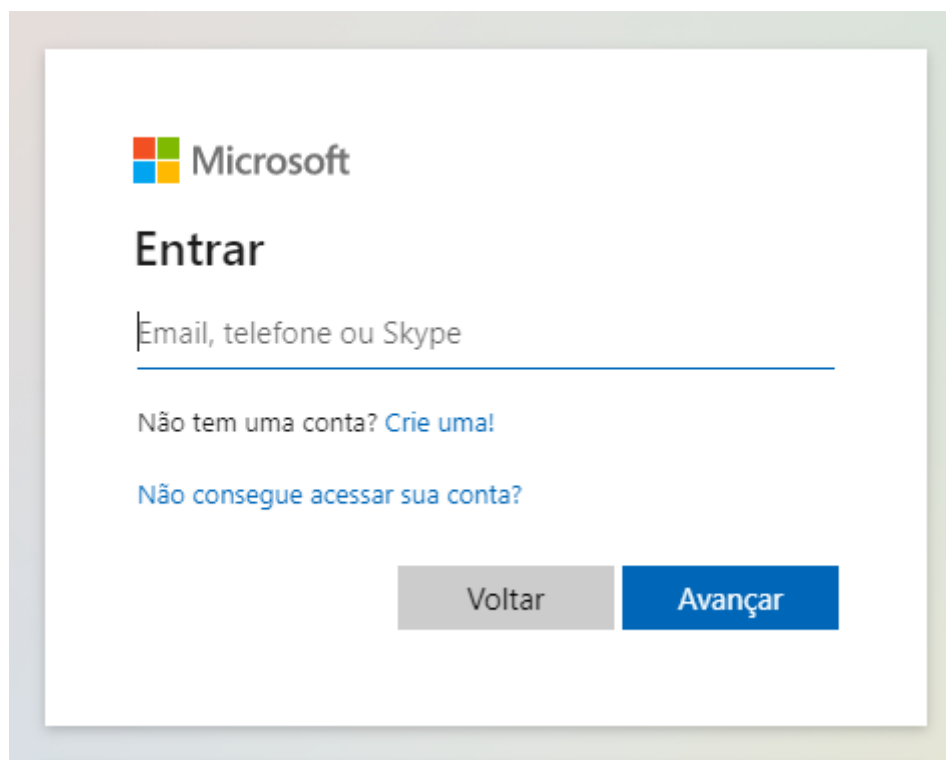 Microsoft
Entrar
Email, telefone ou Skype
Não tem uma conta? Crie uma!
Não consegue acessar sua conta?
Voltar Avançar